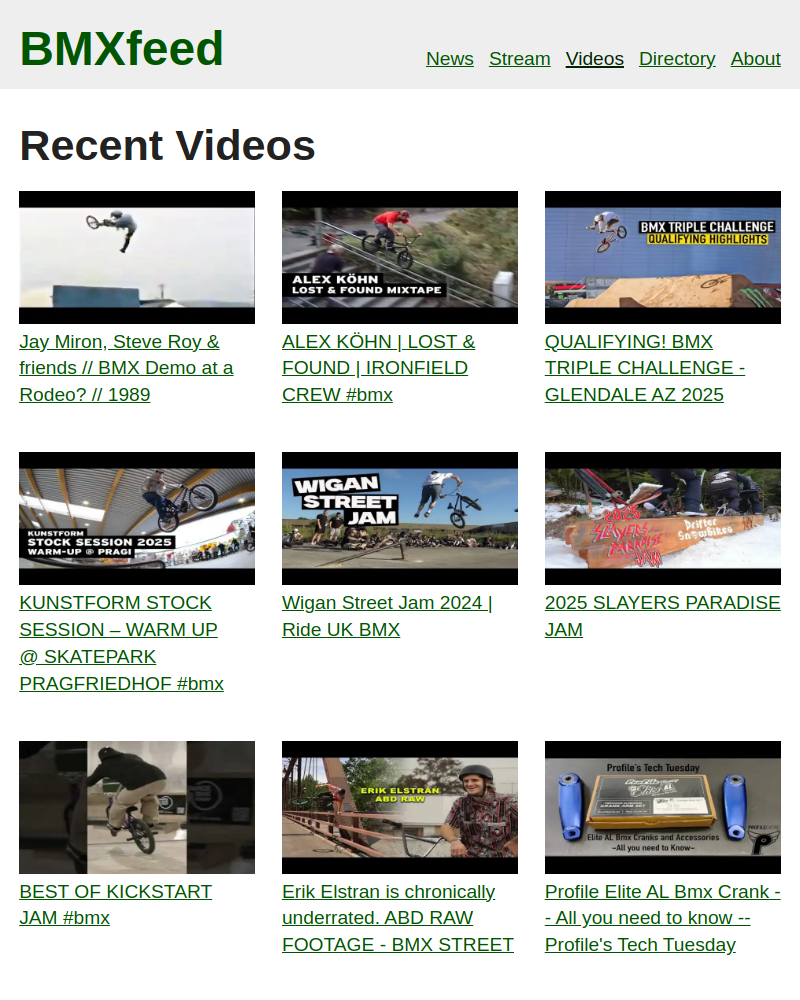 BMXfeed
News Stream Videos Directory About
Recent Videos
ALEX KÖHN
LOST & FOUND MIXTAPE
BMX TRIPLE CHALLENGE
QUALIFYING HIGHLIGHTS
Jay Miron, Steve Roy &
friends // BMX Demo at a
Rodeo? // 1989
ALEX KÖHN | LOST &
FOUND | IRONFIELD
CREW #bmx
QUALIFYING! BMX
TRIPLE CHALLENGE -
GLENDALE AZ 2025
KUNSTFORM
STOCK SESSION 2025
WARM-UP @ PRAGI
WIGAN
STREET
JAM
2025
SLAYERS
PARADISE
JAM
Drifter
SnowBikes
KUNSTFORM STOCK
SESSION – WARM UP
@ SKATEPARK
PRAGFRIEDHOF #bmx
Wigan Street Jam 2024 |
Ride UK BMX
2025 SLAYERS PARADISE
JAM
ERIK ELSTRAN
ABD RAW
Profile's Tech Tuesday
Profile
Elite AL
Elite AL Bmx Cranks and Accessories
~All you need to Know~
BEST OF KICKSTART
JAM #bmx
Erik Elstran is chronically
underrated. ABD RAW
FOOTAGE - BMX STREET
Profile Elite AL Bmx Crank -
- All you need to know --
Profile's Tech Tuesday